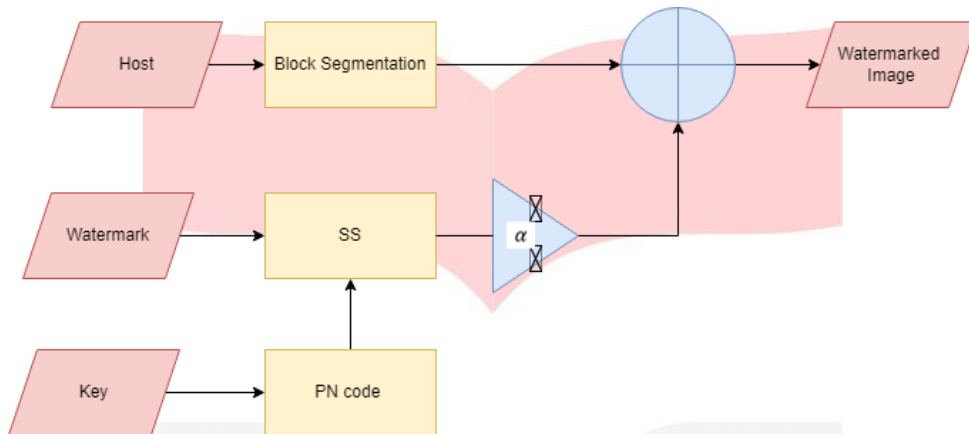 Host
Block Segmentation
Watermarked
Image
Watermark
SS
α
Key
PN code